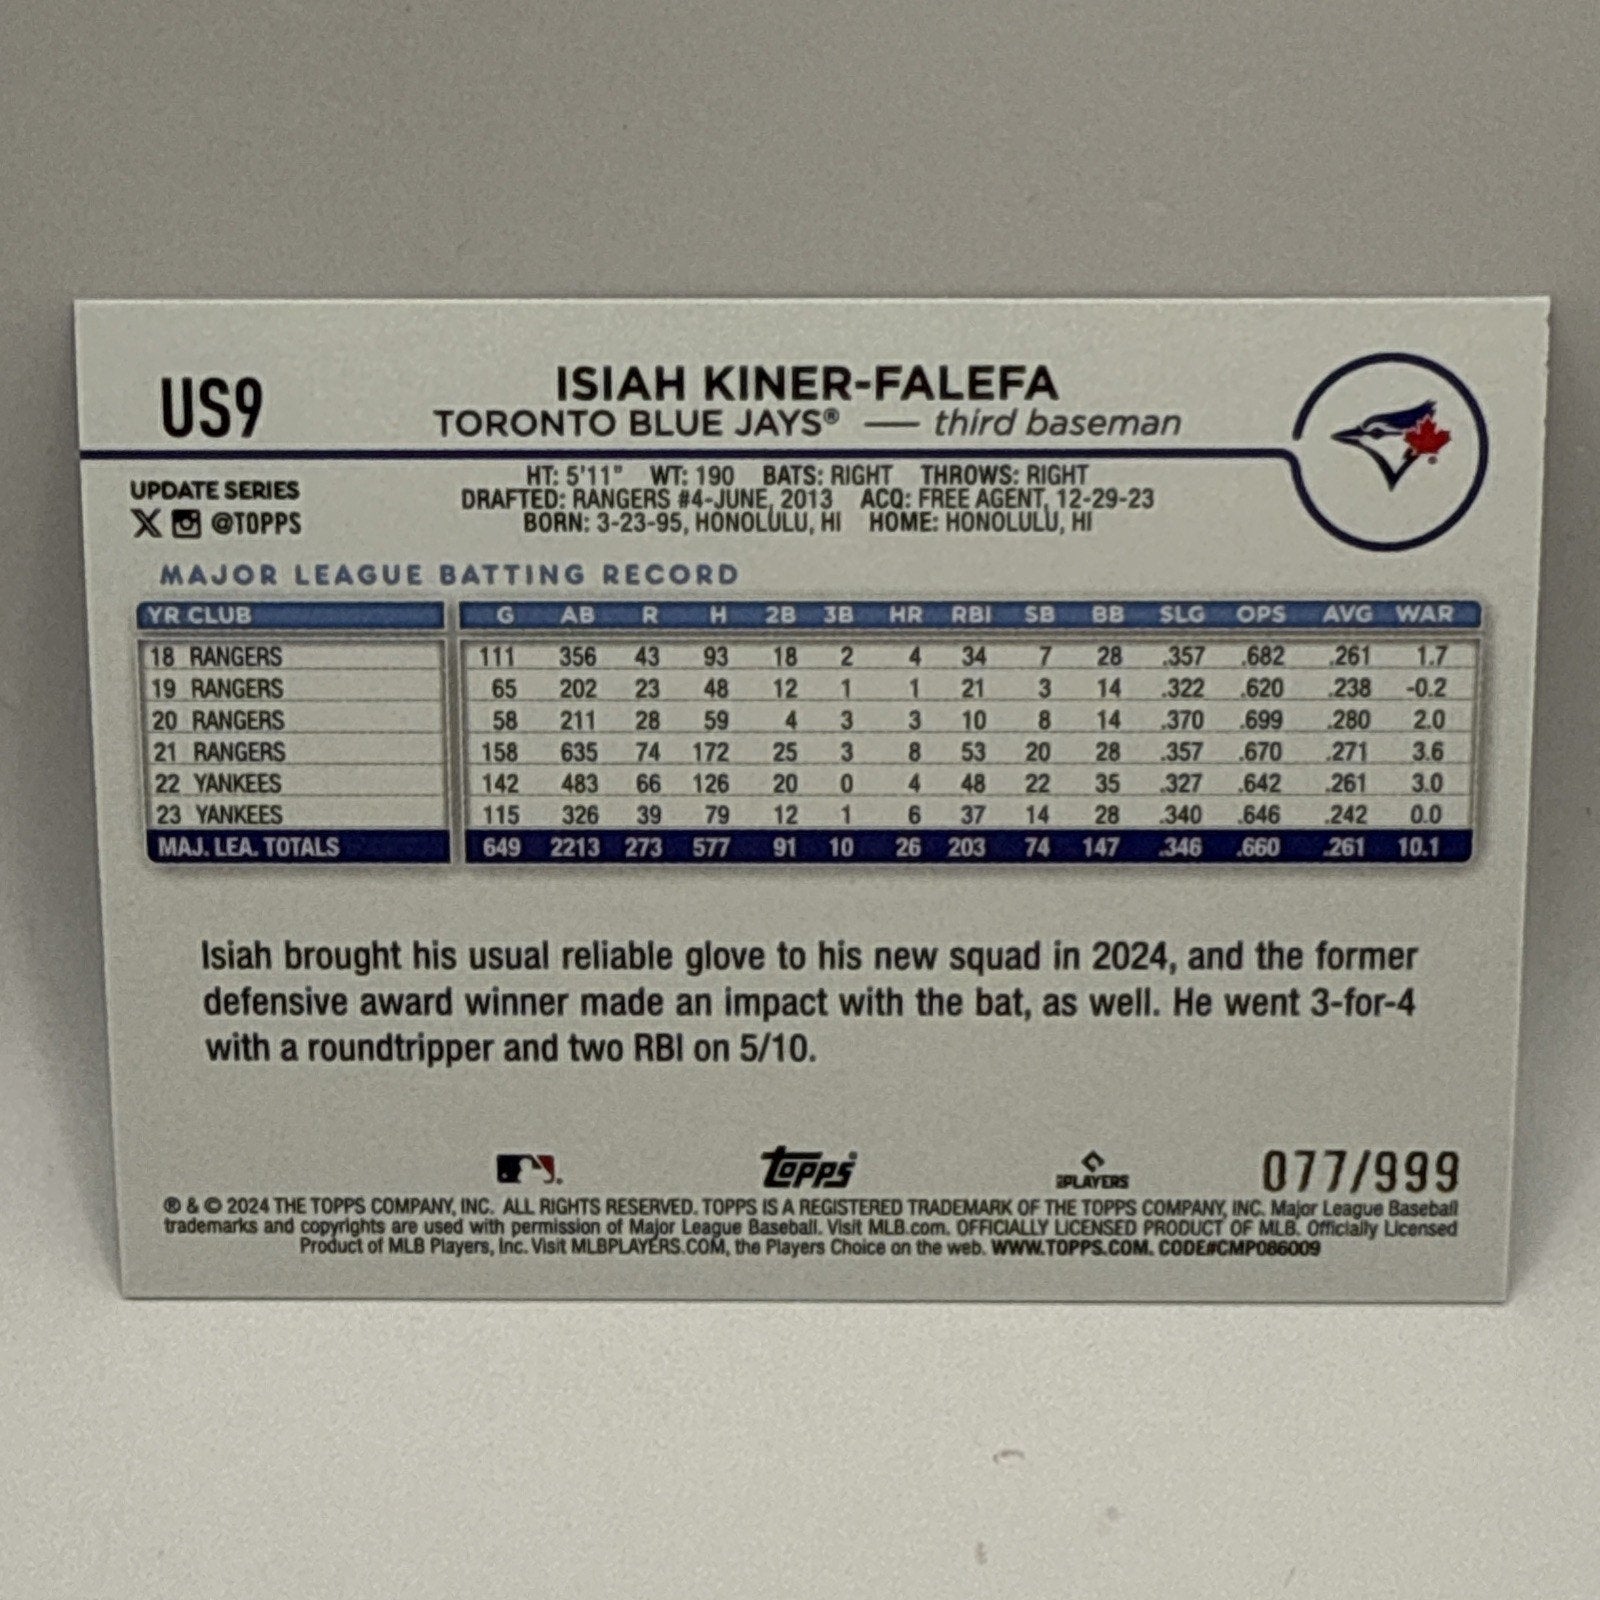 US9
ISIAH KINER-FALEFA
TORONTO BLUE JAYS® — third baseman
UPDATE SERIES
@TOPPS
HT: 5'11" WT: 190 BATS: RIGHT THROWS: RIGHT
DRAFTED: RANGERS #4-JUNE, 2013 ACQ: FREE AGENT, 12-29-23
BORN: 3-23-95, HONOLULU, HI HOME: HONOLULU, HI
MAJOR LEAGUE BATTING RECORD
YR CLUB G AB R H 2B 3B HR RBI SB BB SLG OPS AVG WAR
18 RANGERS 111 356 43 93 18 2 4 34 7 28 .357 .682 .261 1.7
19 RANGERS 65 202 23 48 12 1 1 21 3 14 .322 .620 .238 -0.2
20 RANGERS 58 211 28 59 4 3 3 10 8 14 .370 .699 .280 2.0
21 RANGERS 158 635 74 172 25 3 8 53 20 28 .357 .670 .271 3.6
22 YANKEES 142 483 66 126 20 0 4 48 22 35 .327 .642 .261 3.0
23 YANKEES 115 326 39 79 12 1 6 37 14 28 .340 .646 .242 0.0
MAJ. LEA. TOTALS 649 2213 273 577 91 10 26 203 74 147 .346 .660 .261 10.1
Isiah brought his usual reliable glove to his new squad in 2024, and the former
defensive award winner made an impact with the bat, as well. He went 3-for-4
with a roundtripper and two RBI on 5/10.
Topps®
PLAYERS
077/999
® & © 2024 THE TOPPS COMPANY, INC. ALL RIGHTS RESERVED. TOPPS IS A REGISTERED TRADEMARK OF THE TOPPS COMPANY, INC. Major League Baseball
trademarks and copyrights are used with permission of Major League Baseball. Visit MLB.com. OFFICIALLY LICENSED PRODUCT OF MLB. Officially Licensed
Product of MLB Players, Inc. Visit MLBPLAYERS.COM, the Players Choice on the web. WWW.TOPPS.COM. CODE#CMP086009